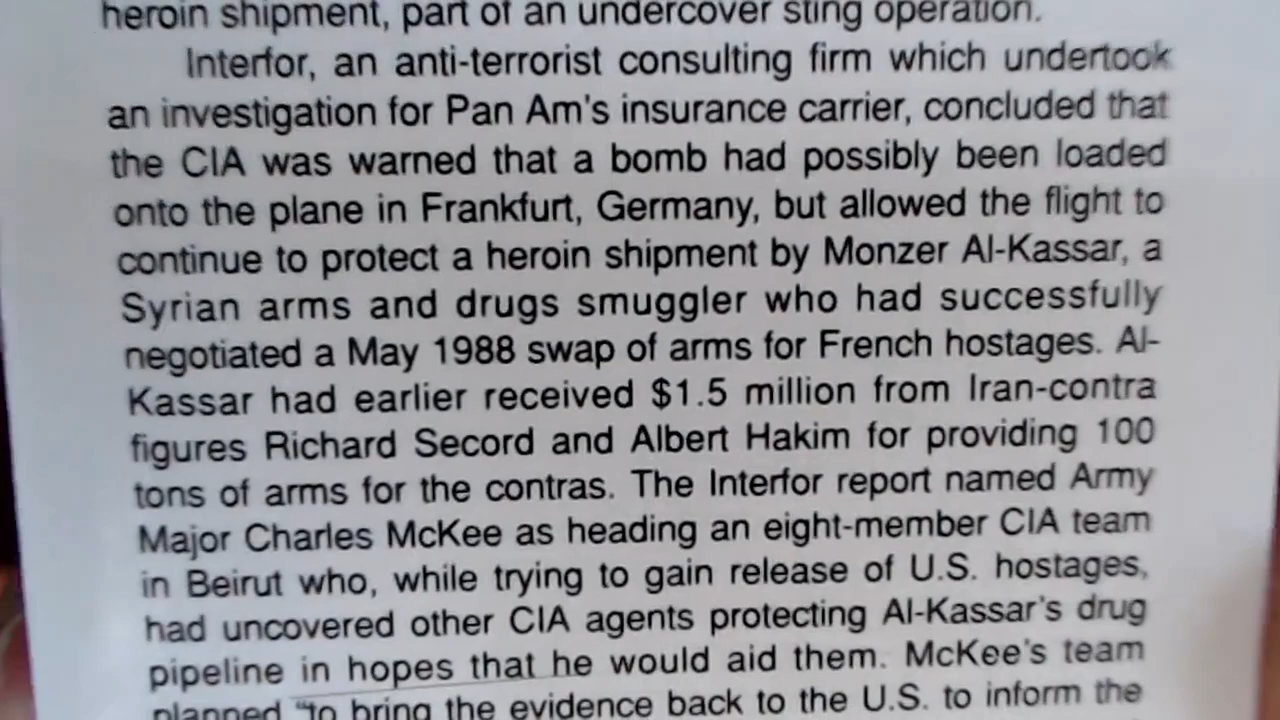 heroin shipment, part of an undercover sting operation.
Interfor, an anti-terrorist consulting firm which undertook
an investigation for Pan Am's insurance carrier, concluded that
the CIA was warned that a bomb had possibly been loaded
onto the plane in Frankfurt, Germany, but allowed the flight to
continue to protect a heroin shipment by Monzer Al-Kassar, a
Syrian arms and drugs smuggler who had successfully
negotiated a May 1988 swap of arms for French hostages. Al-
Kassar had earlier received $1.5 million from Iran-contra
figures Richard Secord and Albert Hakim for providing 100
tons of arms for the contras. The Interfor report named Army
Major Charles McKee as heading an eight-member CIA team
in Beirut who, while trying to gain release of U.S. hostages,
had uncovered other CIA agents protecting Al-Kassar's drug
pipeline in hopes that he would aid them. McKee's team
planned "to bring the evidence back to the U.S. to inform the